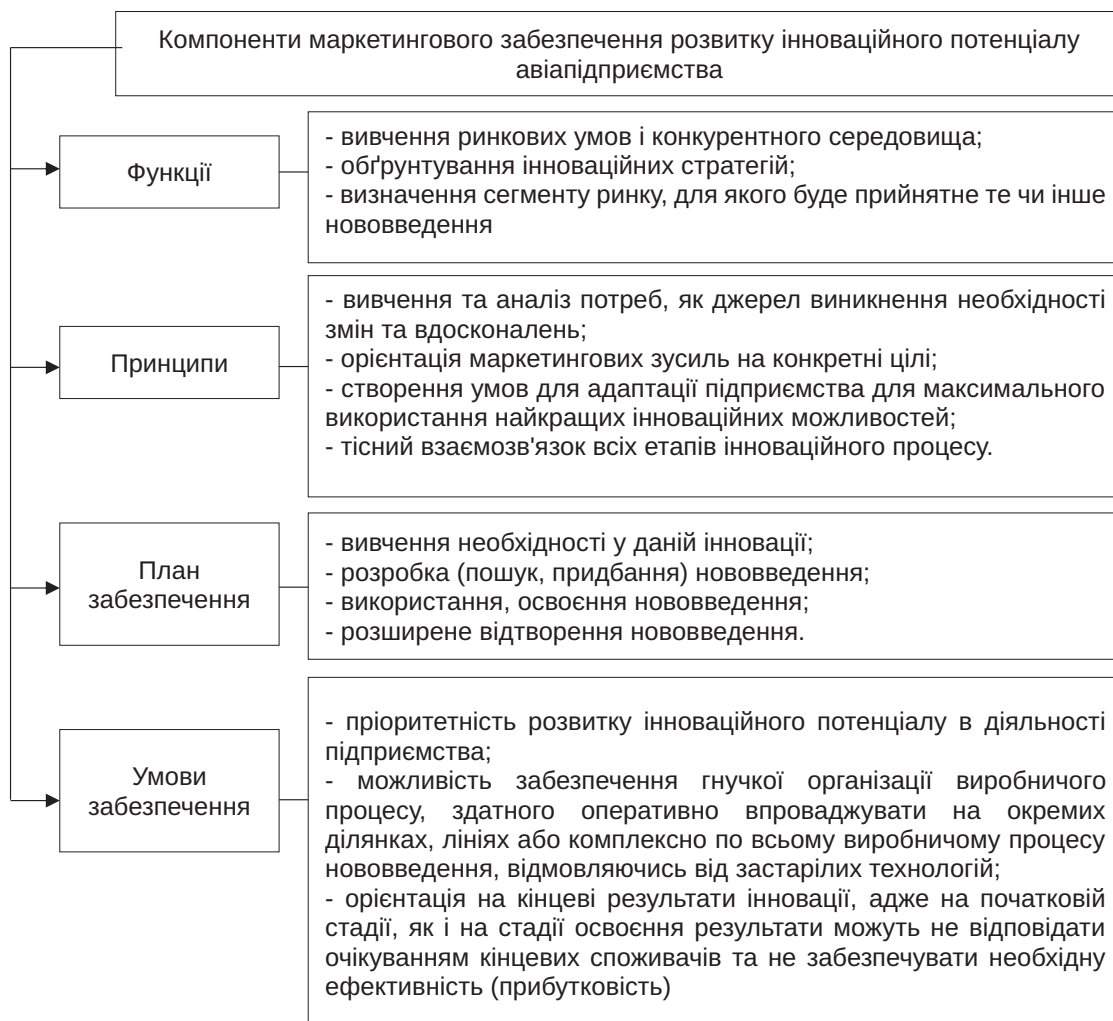 Компоненти маркетингового забезпечення розвитку інноваційного потенціалу
авіапідприємства
Функції
- вивчення ринкових умов і конкурентного середовища;
- обґрунтування інноваційних стратегій;
- визначення сегменту ринку, для якого буде прийнятне те чи інше
нововведення
Принципи
- вивчення та аналіз потреб, як джерел виникнення необхідності
змін та вдосконалень;
- орієнтація маркетингових зусиль на конкретні цілі;
- створення умов для адаптації підприємства для максимального
використання найкращих інноваційних можливостей;
- тісний взаємозв'язок всіх етапів інноваційного процесу.
План
забезпечення
- вивчення необхідності у даній інновації;
- розробка (пошук, придбання) нововведення;
- використання, освоєння нововведення;
- розширене відтворення нововведення.
Умови
забезпечення
- пріоритетність розвитку інноваційного потенціалу в діяльності
підприємства;
- можливість забезпечення гнучкої організації виробничого
процесу, здатного оперативно впроваджувати на окремих
ділянках, лініях або комплексно по всьому виробничому процесу
нововведення, відмовляючись від застарілих технологій;
- орієнтація на кінцеві результати інновації, адже на початковій
стадії, як і на стадії освоєння результати можуть не відповідати
очікуванням кінцевих споживачів та не забезпечувати необхідну
ефективність (прибутковість)